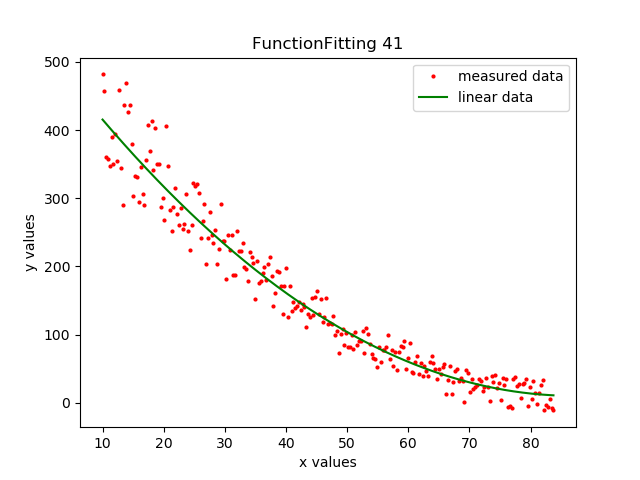 FunctionFitting 41
measured data
linear data
500
400
300
200
100
0
y values
10 20 30 40 50 60 70 80
x values